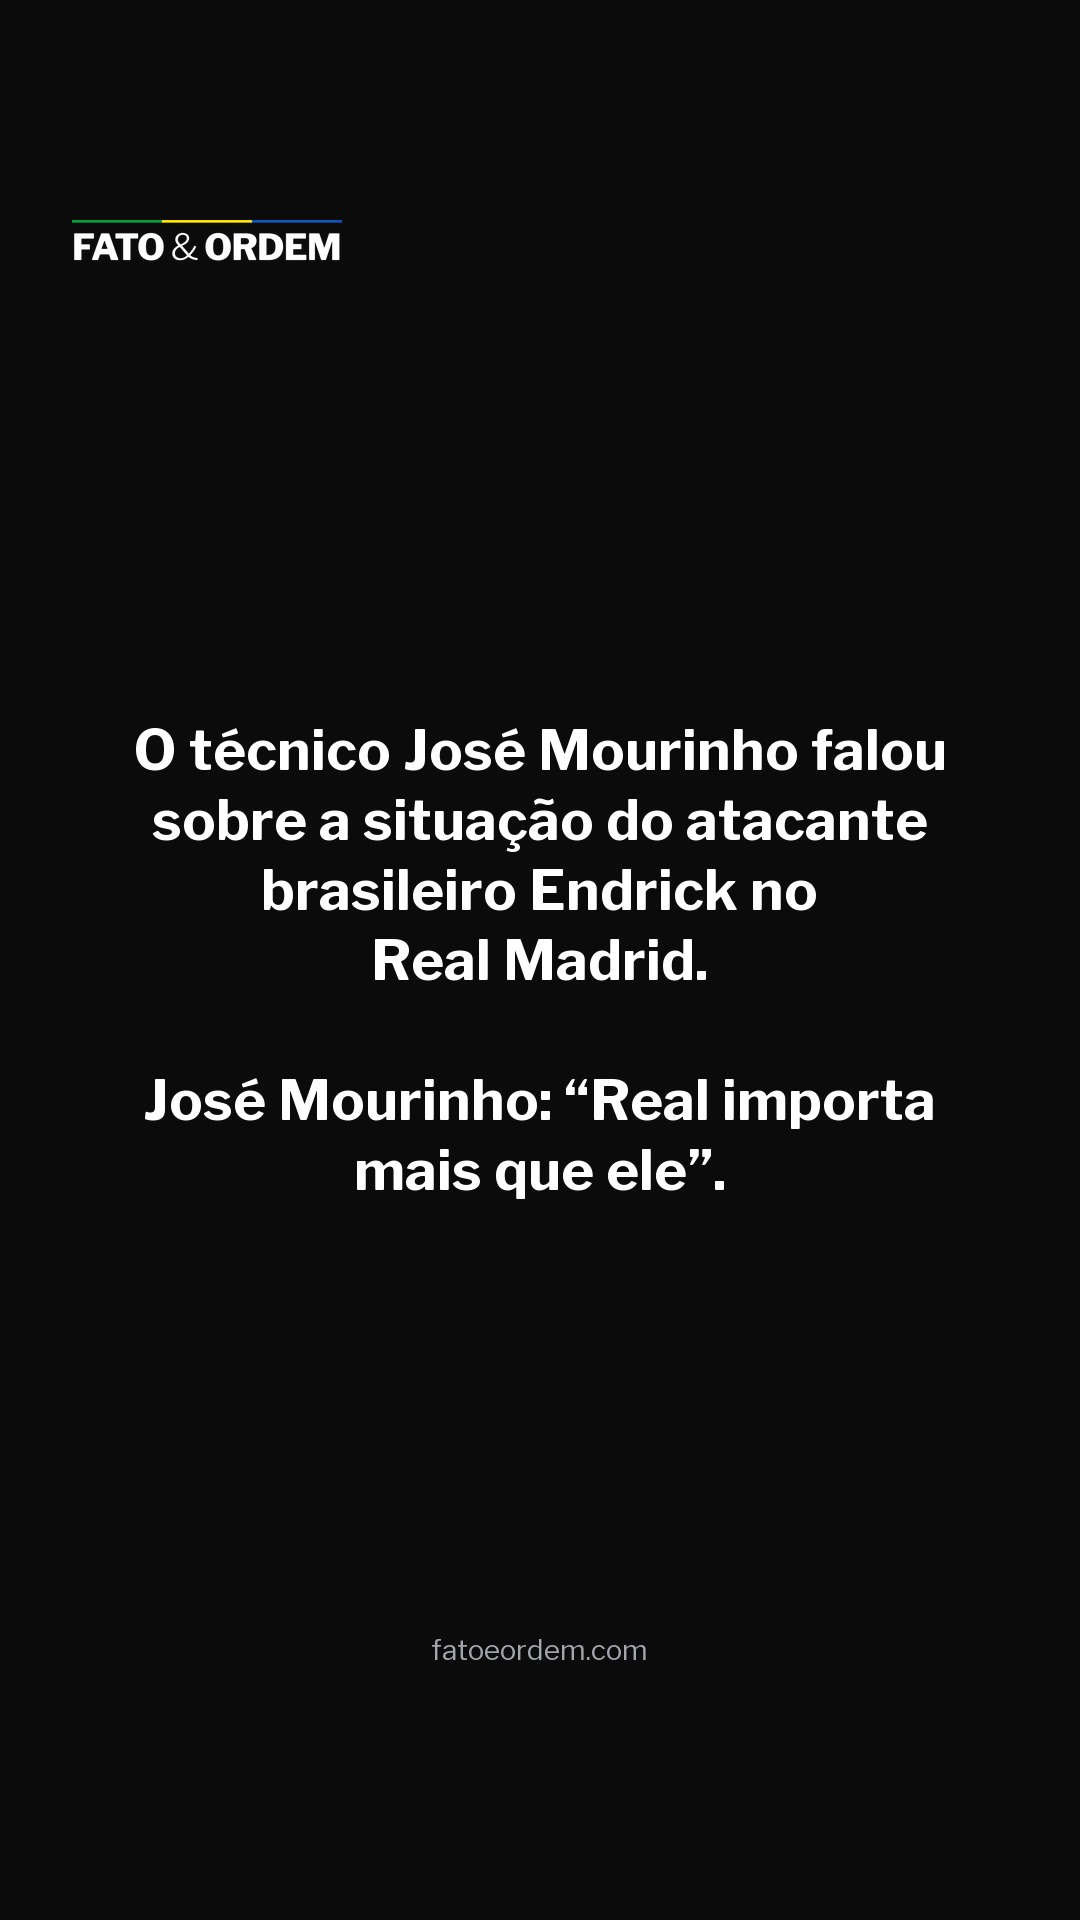 FATO & ORDEM
O técnico José Mourinho falou
sobre a situação do atacante
brasileiro Endrick no
Real Madrid.
José Mourinho: “Real importa
mais que ele”.
fatoeordem.com